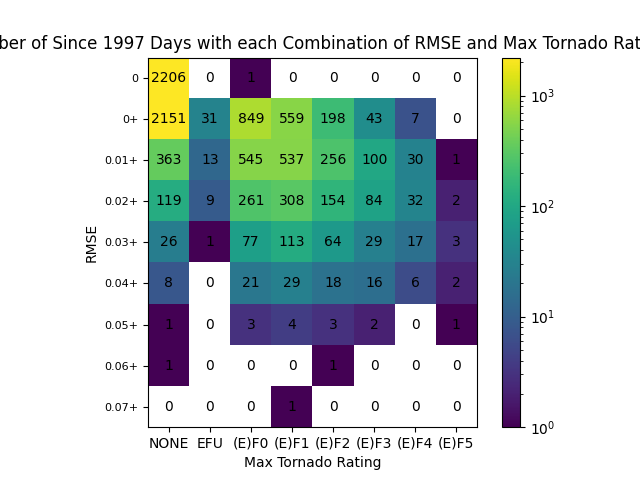 ber of Since 1997 Days with each Combination of RMSE and Max Tornado Rat
0 2206 0 1 0 0 0 0 0
0+ 2151 31 849 559 198 43 7 0
0.01+ 363 13 545 537 256 100 30 1
0.02+ 119 9 261 308 154 84 32 2
0.03+ 26 1 77 113 64 29 17 3
0.04+ 8 0 21 29 18 16 6 2
0.05+ 1 0 3 4 3 2 0 1
0.06+ 1 0 0 0 1 0 0 0
0.07+ 0 0 0 1 0 0 0 0
NONE EFU (E)F0 (E)F1 (E)F2 (E)F3 (E)F4 (E)F5
Max Tornado Rating
RMSE
10³
10²
10¹
10⁰